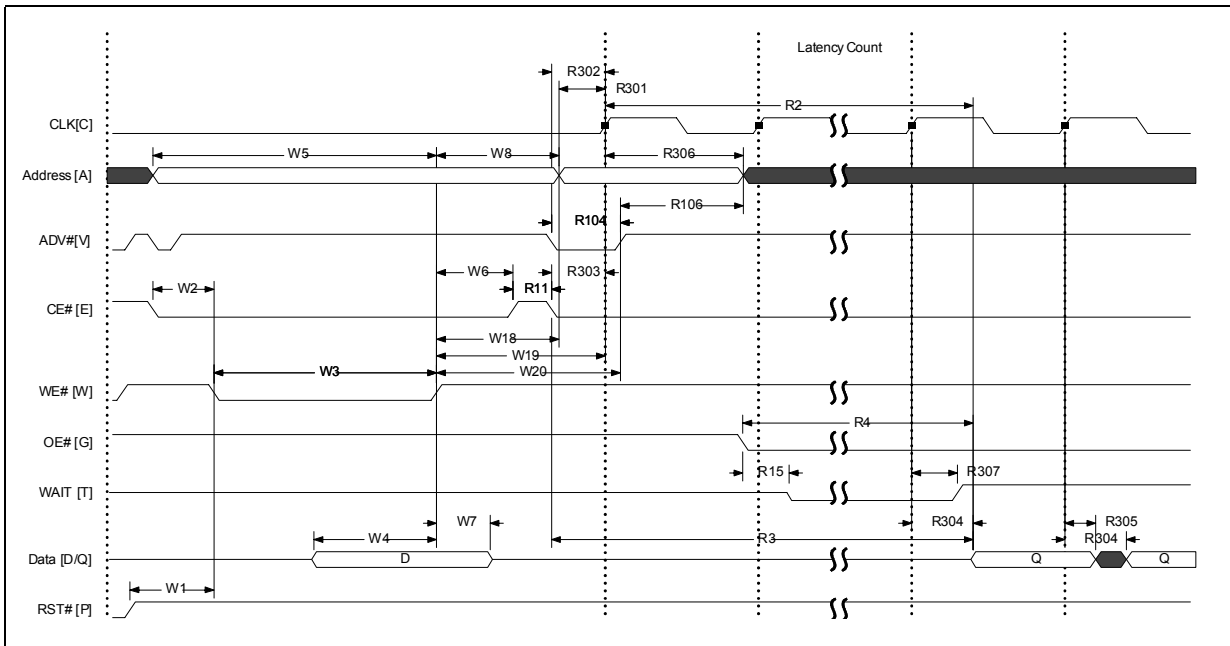 Latency Count
R302
R301
R2
CLK[C]
W5 W8 R306
Address [A]
R106
R104
ADV#[V]
W6 R303
W2 R11
CE# [E]
W18
W19
W3 W20
WE# [W]
R4
OE# [G]
R15 R307
WAIT [T]
W7 R304 R305
W4 R3 R304
Data [D/Q] D Q Q
W1
RST# [P]